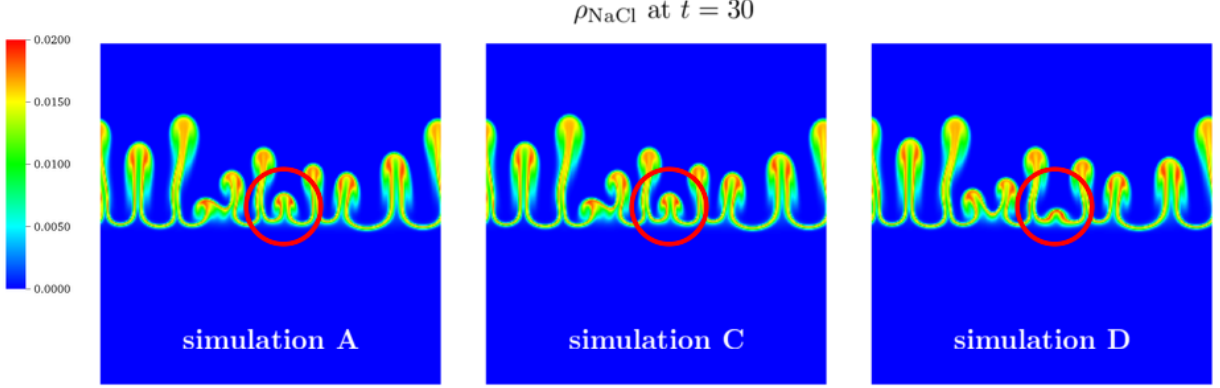 ρNaCl at t = 30
0.0200
0.0150
0.0100
0.0050
0.0000
simulation A
simulation C
simulation D